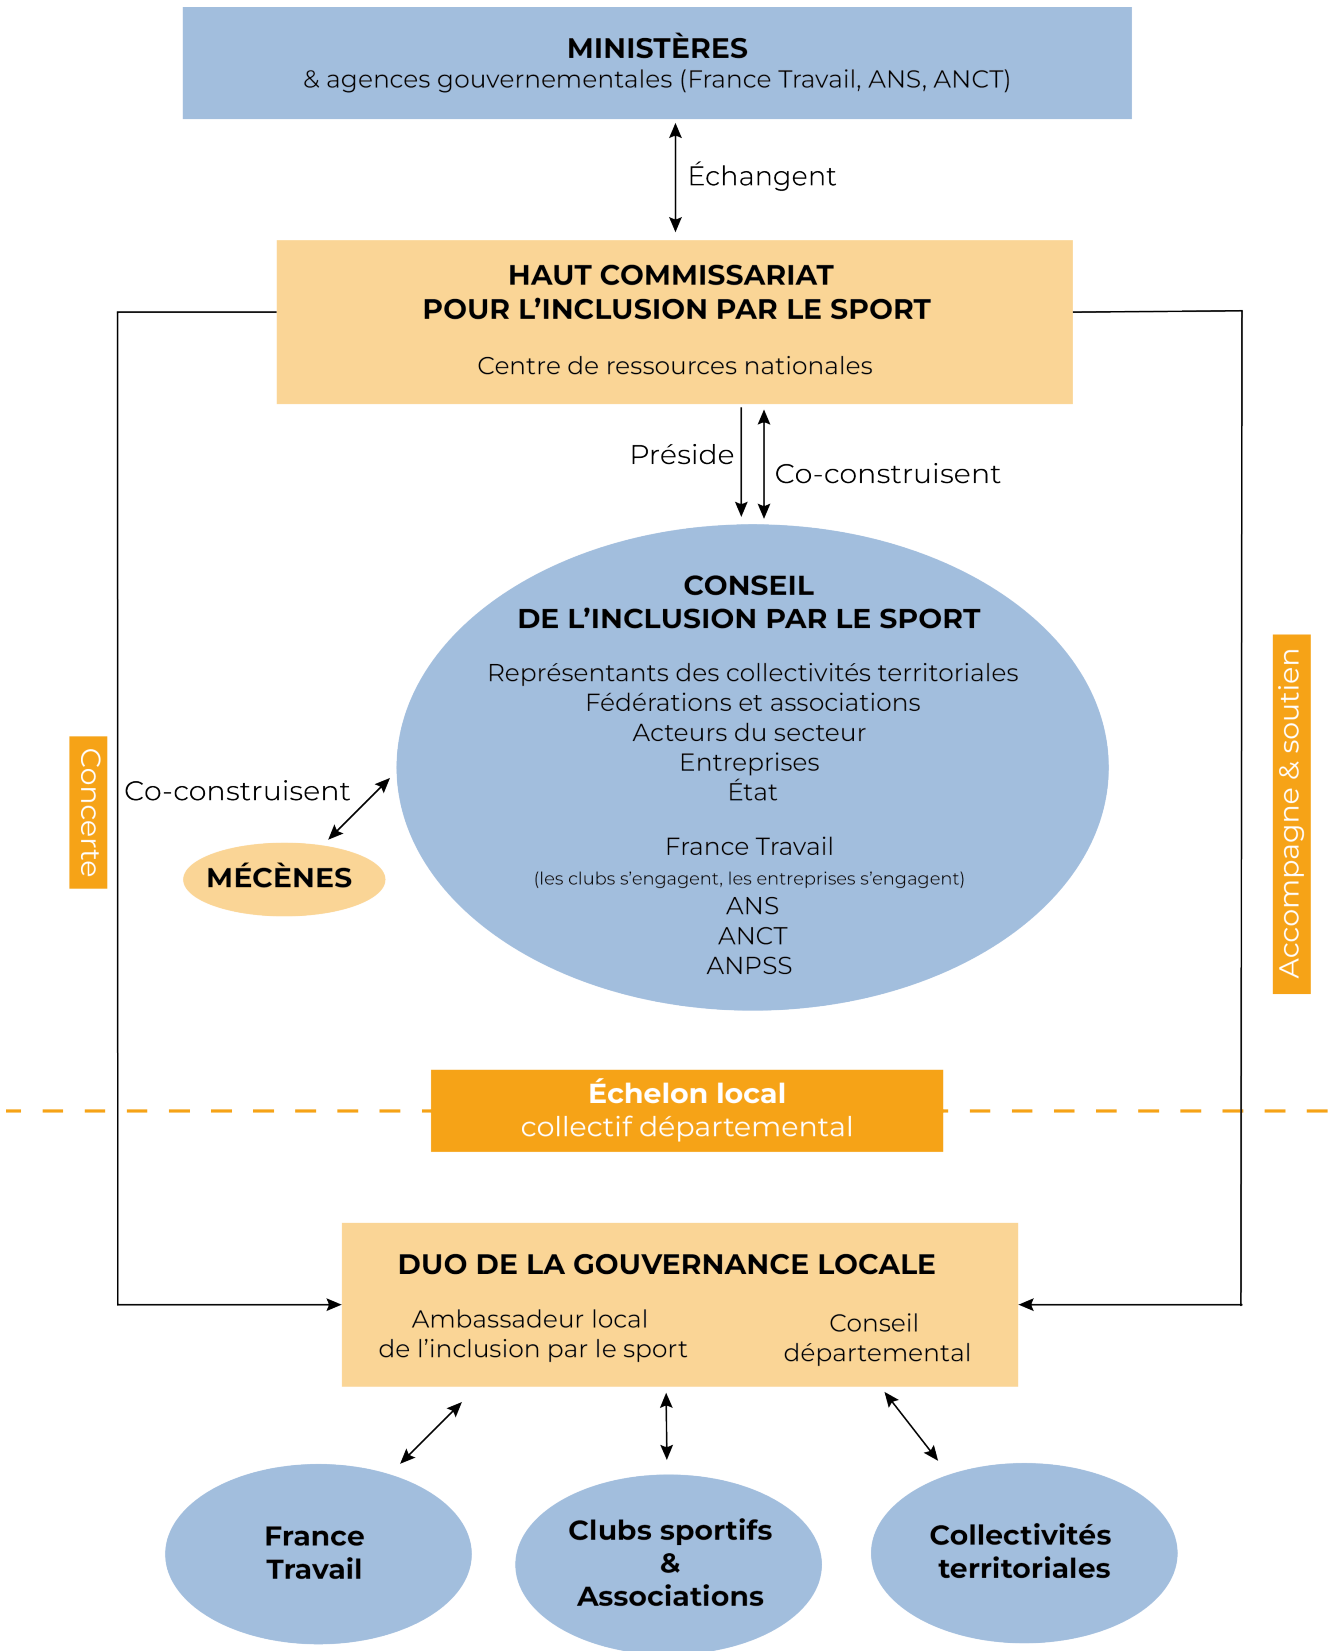 MINISTÈRES
& agences gouvernementales (France Travail, ANS, ANCT)
Échangent
HAUT COMMISSARIAT
POUR L’INCLUSION PAR LE SPORT
Centre de ressources nationales
Préside
Co-construisent
CONSEIL
DE L’INCLUSION PAR LE SPORT
Représentants des collectivités territoriales
Fédérations et associations
Acteurs du secteur
Entreprises
État
France Travail
(les clubs s’engagent, les entreprises s’engagent)
ANS
ANCT
ANPSS
Co-construisent
MÉCÈNES
Concerte
Accompagne & soutien
Échelon local
collectif départemental
DUO DE LA GOUVERNANCE LOCALE
Ambassadeur local
de l’inclusion par le sport
Conseil
départemental
France
Travail
Clubs sportifs
&
Associations
Collectivités
territoriales